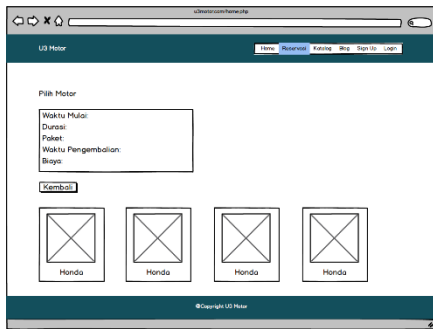 u3motor.com/home.php
U3 Motor
Home Reservasi Katalog Blog Sign Up Login
Pilih Motor
Waktu Mulai:
Durasi:
Paket:
Waktu Pengembalian:
Biaya:
Kembali
Honda Honda Honda Honda
©Copyright U3 Motor